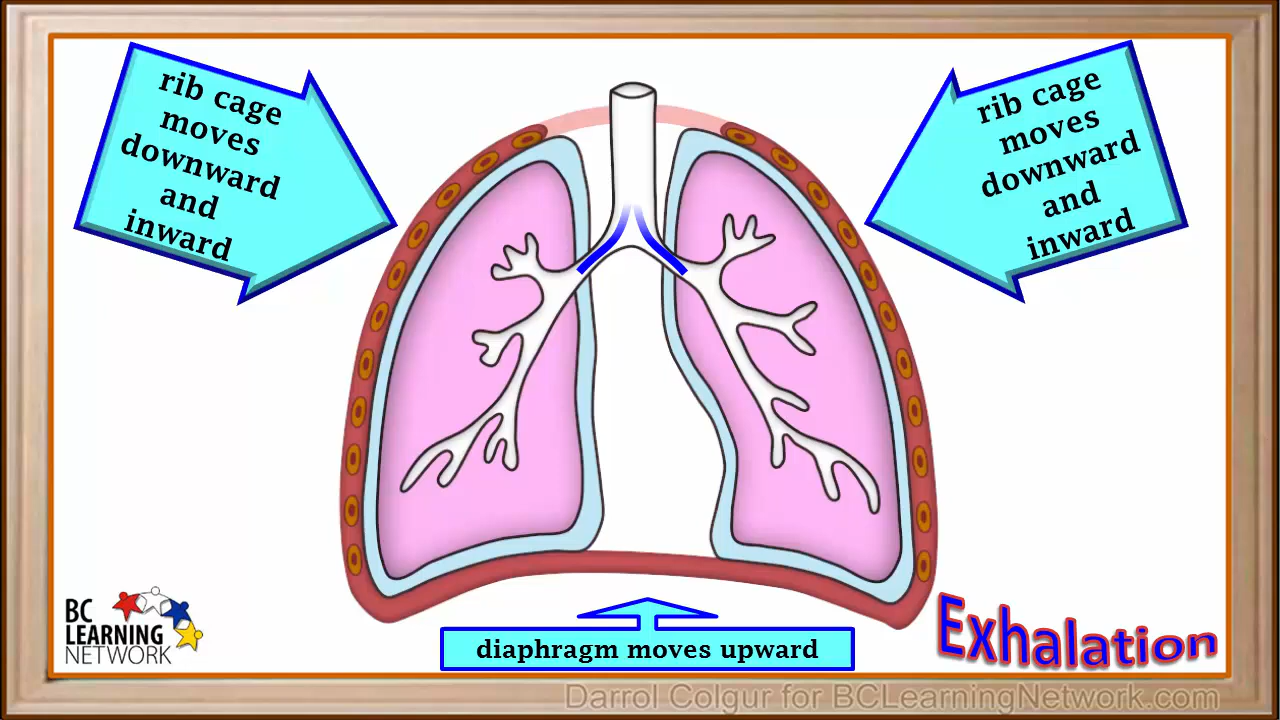 rib cage
moves
downward
and
inward
rib cage
moves
downward
and
inward
diaphragm moves upward
Exhalation
BC
LEARNING
NETWORK
Darrol Colgur for BCLearningNetwork.com